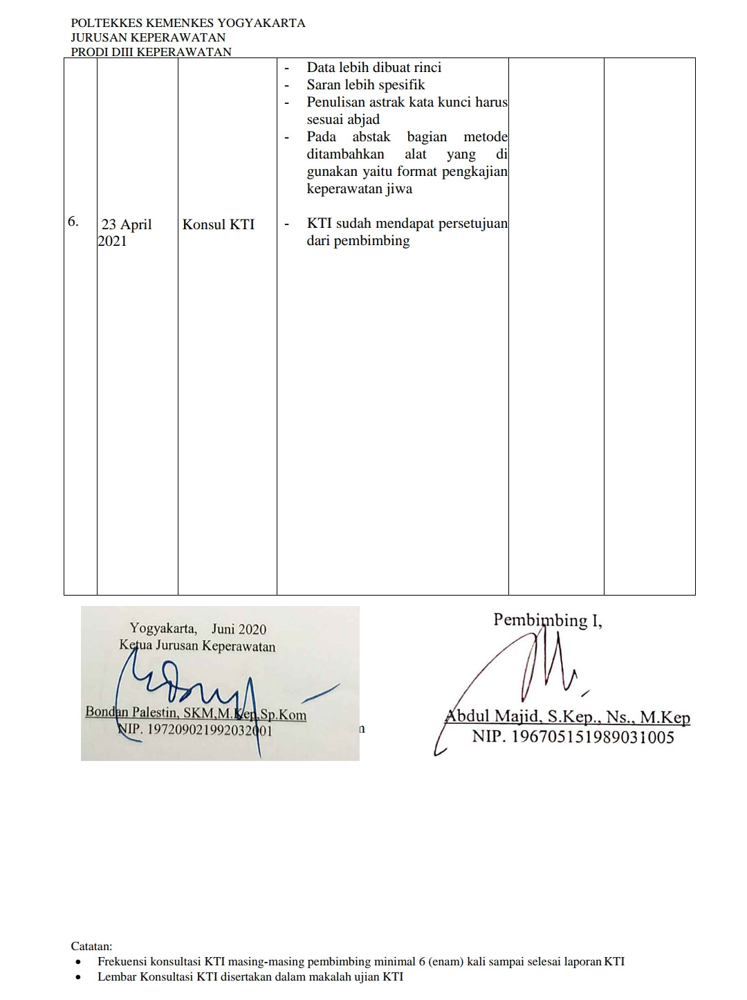 POLTEKKES KEMENKES YOGYAKARTA
JURUSAN KEPERAWATAN
PRODI DIII KEPERAWATAN
- Data lebih dibuat rinci
- Saran lebih spesifik
- Penulisan astrak kata kunci harus
sesuai abjad
- Pada abstak bagian metode
ditambahkan alat yang di
gunakan yaitu format pengkajian
keperawatan jiwa
6. 23 April Konsul KTI - KTI sudah mendapat persetujuan
2021 dari pembimbing
Yogyakarta, Juni 2020
Ketua Jurusan Keperawatan
Bondan Palestin, SKM,M.Kep,Sp.Kom
NIP. 197209021992032001
Pembimbing I,
Abdul Majid, S.Kep., Ns., M.Kep
NIP. 196705151989031005
Catatan:
• Frekuensi konsultasi KTI masing-masing pembimbing minimal 6 (enam) kali sampai selesai laporan KTI
• Lembar Konsultasi KTI disertakan dalam makalah ujian KTI